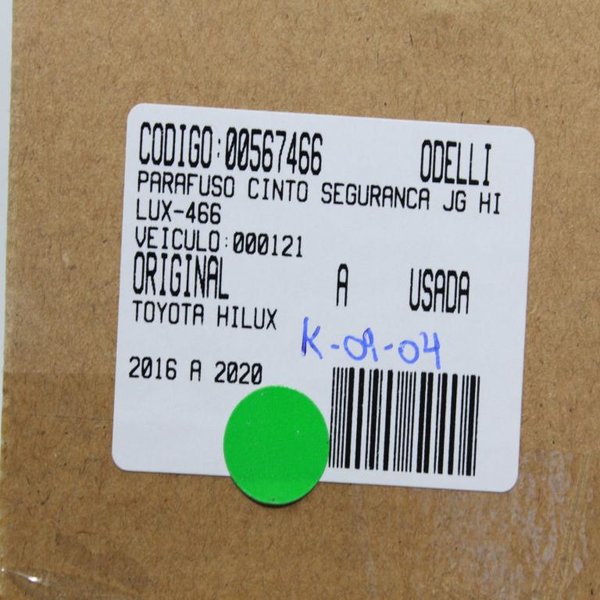 CODIGO:00567466 ODELLI
PARAFUSO CINTO SEGURANCA JG HI
LUX-466
VEICULO:000121
ORIGINAL A USADA
TOYOTA HILUX
K-09-04
2016 A 2020